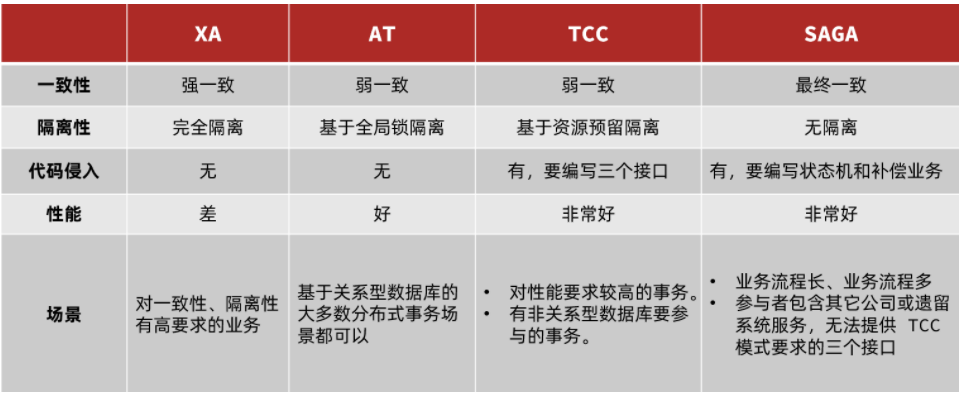 XA AT TCC SAGA
一致性 强一致 弱一致 弱一致 最终一致
隔离性 完全隔离 基于全局锁隔离 基于资源预留隔离 无隔离
代码侵入 无 无 有，要编写三个接口 有，要编写状态机和补偿业务
性能 差 好 非常好 非常好
场景
对一致性、隔离性
有高要求的业务
基于关系型数据库的
大多数分布式事务场
景都可以
• 对性能要求较高的事务。
• 有非关系型数据库要参
与的事务。
• 业务流程长、业务流程多
• 参与者包含其它公司或遗留
系统服务，无法提供 TCC
模式要求的三个接口